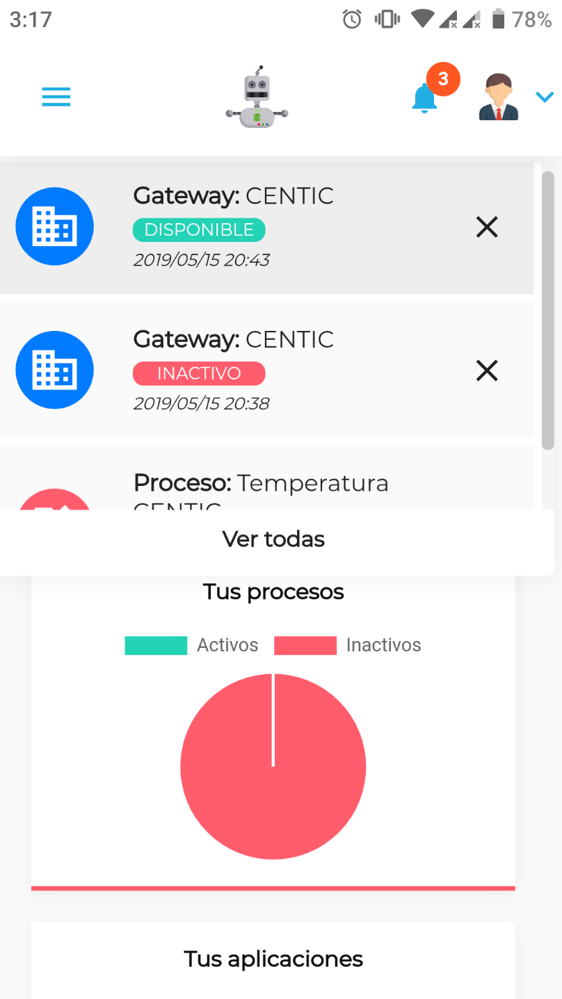 3:17
78%
3
Gateway: CENTIC
DISPONIBLE
2019/05/15 20:43
Gateway: CENTIC
INACTIVO
2019/05/15 20:38
Proceso: Temperatura
CENTIC
Ver todas
Tus procesos
Activos Inactivos
Tus aplicaciones